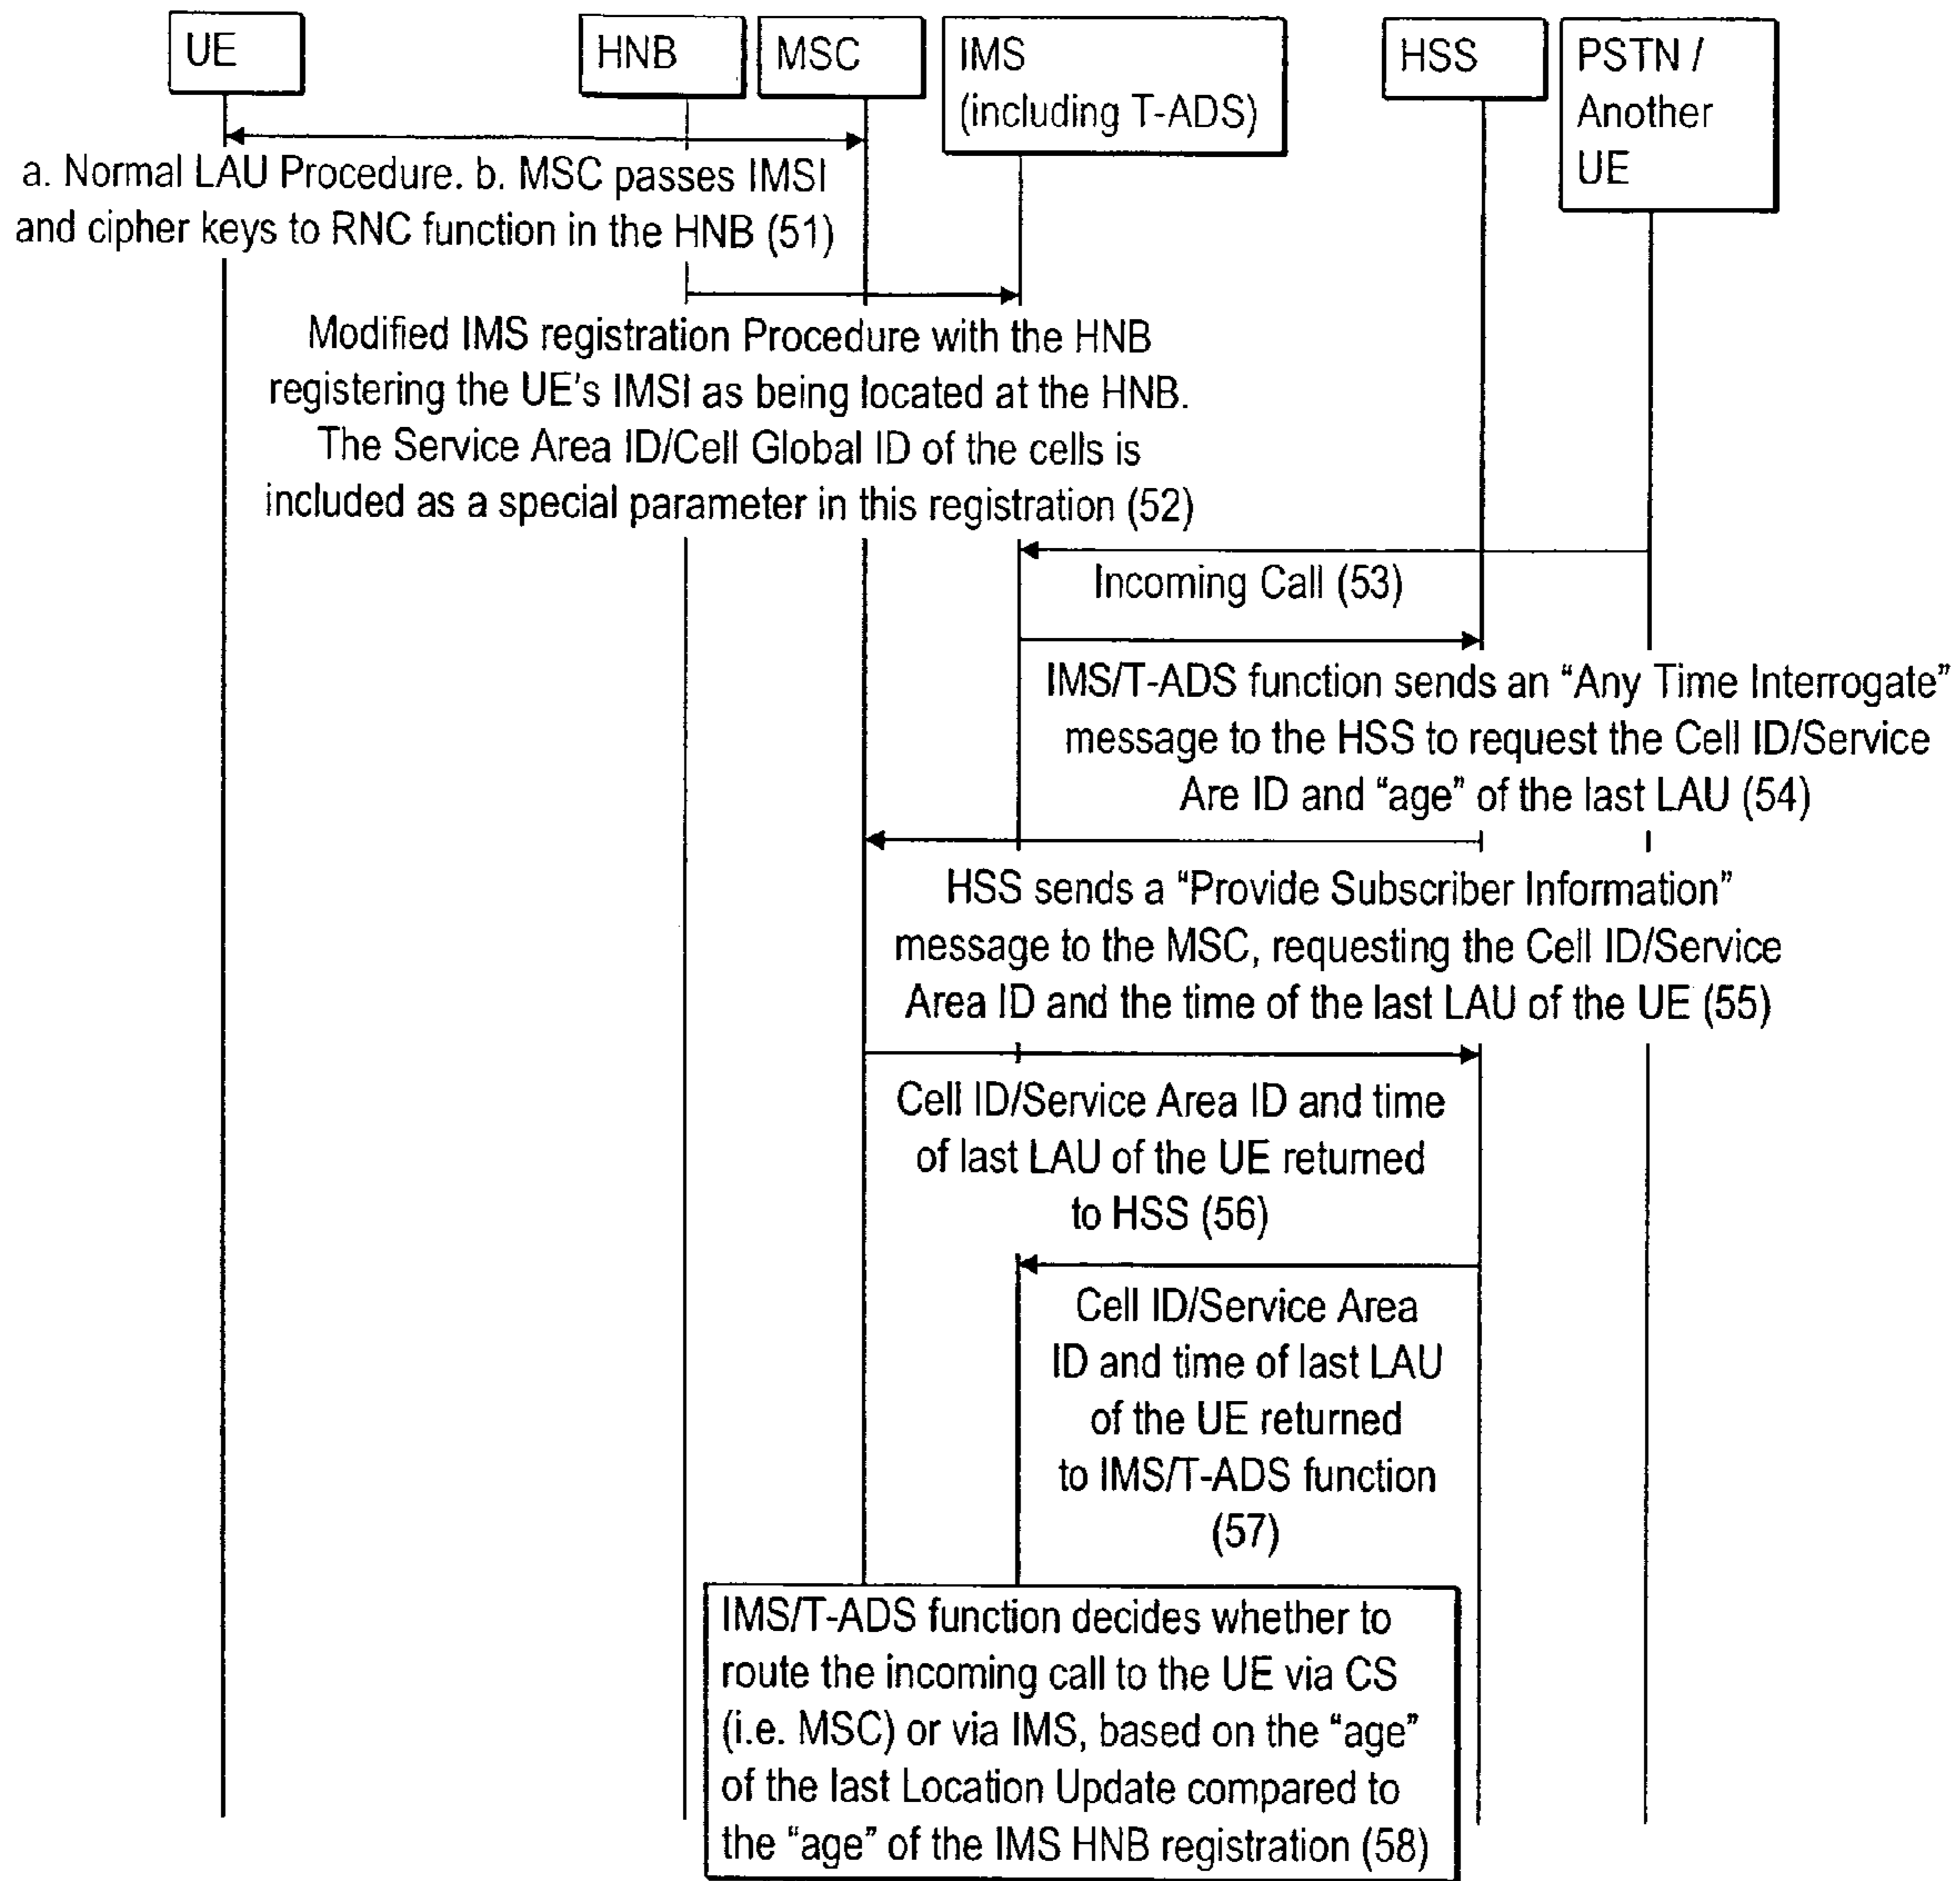 UE
HNB
MSC
IMS
(including T-ADS)
HSS
PSTN /
Another
UE
a. Normal LAU Procedure. b. MSC passes IMSI
and cipher keys to RNC function in the HNB (51)
Modified IMS registration Procedure with the HNB
registering the UE's IMSI as being located at the HNB.
The Service Area ID/Cell Global ID of the cells is
included as a special parameter in this registration (52)
Incoming Call (53)
IMS/T-ADS function sends an “Any Time Interrogate”
message to the HSS to request the Cell ID/Service
Are ID and “age” of the last LAU (54)
HSS sends a “Provide Subscriber Information”
message to the MSC, requesting the Cell ID/Service
Area ID and the time of the last LAU of the UE (55)
Cell ID/Service Area ID and time
of last LAU of the UE returned
to HSS (56)
Cell ID/Service Area
ID and time of last LAU
of the UE returned
to IMS/T-ADS function
(57)
IMS/T-ADS function decides whether to
route the incoming call to the UE via CS
(i.e. MSC) or via IMS, based on the “age”
of the last Location Update compared to
the “age” of the IMS HNB registration (58)